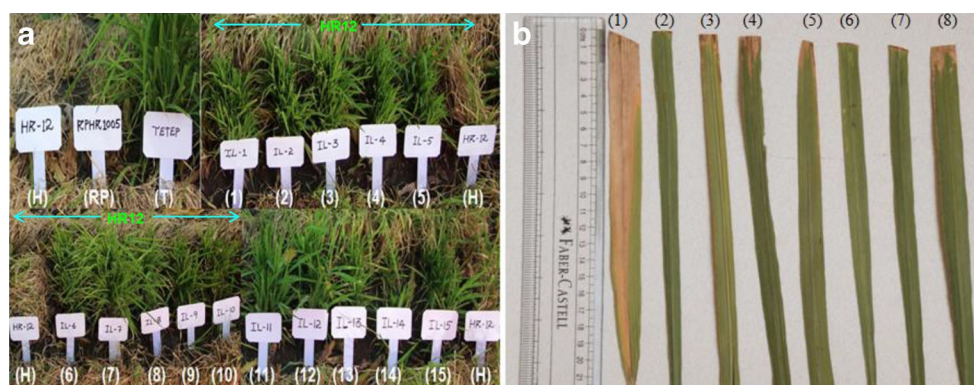 a
HR12
HR-12
RPHR1005
TETEP
IL-1
IL-2
IL-3
IL-4
IL-5
HR-12
(H)
(RP)
(T)
(1)
(2)
(3)
(4)
(5)
(H)
HR12
HR-12
IL-6
IL-7
IL-8
IL-9
IL-10
IL-11
IL-12
IL-13
IL-14
IL-15
HR-12
(H)
(6)
(7)
(8)
(9)
(10)
(11)
(12)
(13)
(14)
(15)
(H)
b
(1)
(2)
(3)
(4)
(5)
(6)
(7)
(8)
FABER-CASTELL